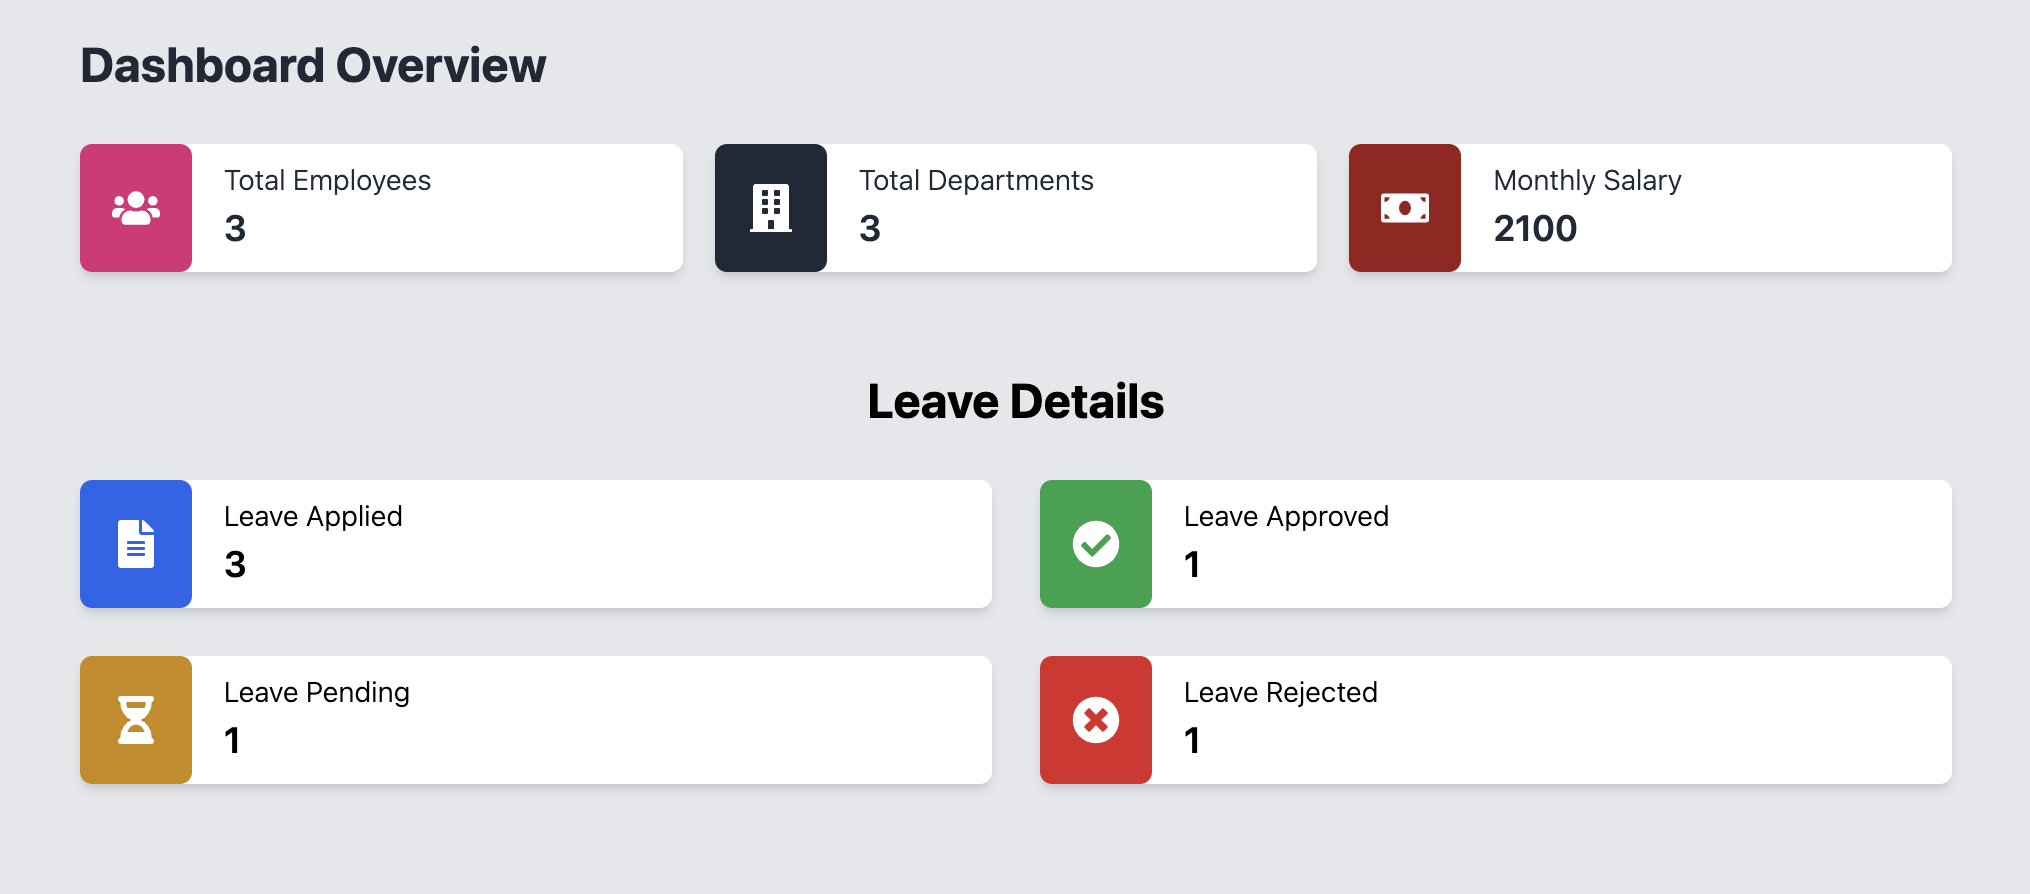 Dashboard Overview
Total Employees
3
Total Departments
3
Monthly Salary
2100
Leave Details
Leave Applied
3
Leave Approved
1
Leave Pending
1
Leave Rejected
1